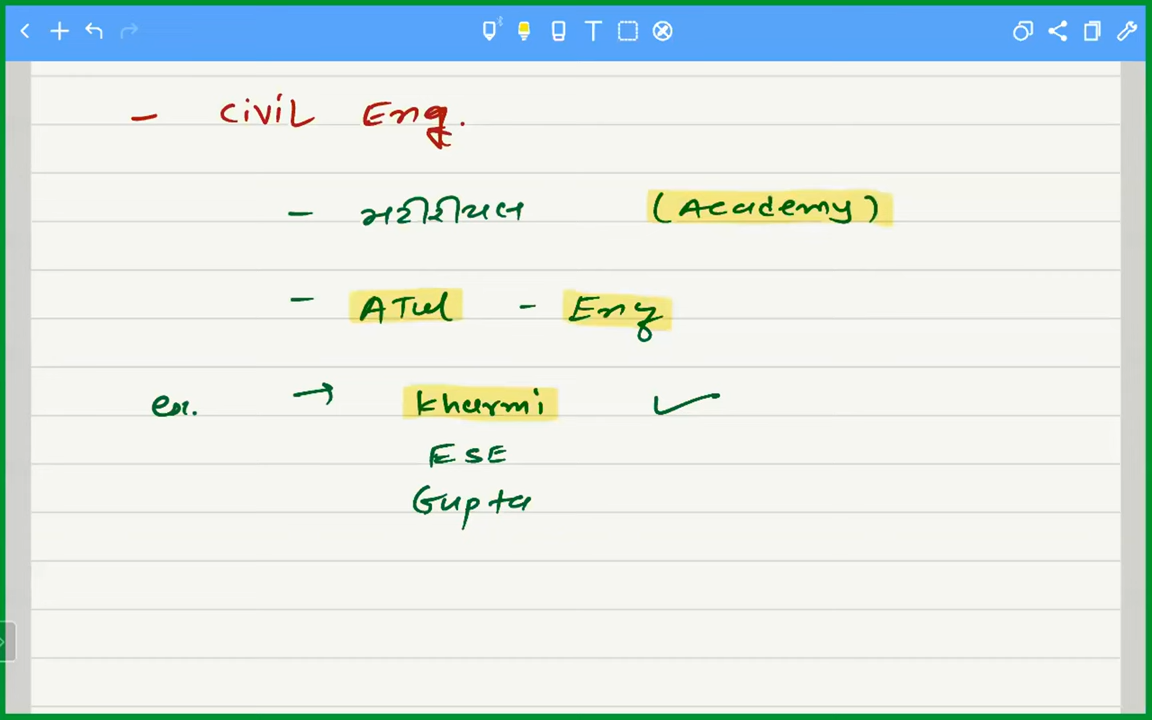 - Civil Eng.
- મટીરીયલ (Academy)
- ATul - Eng
ex. → Khurmi ✓
ESE
Gupta